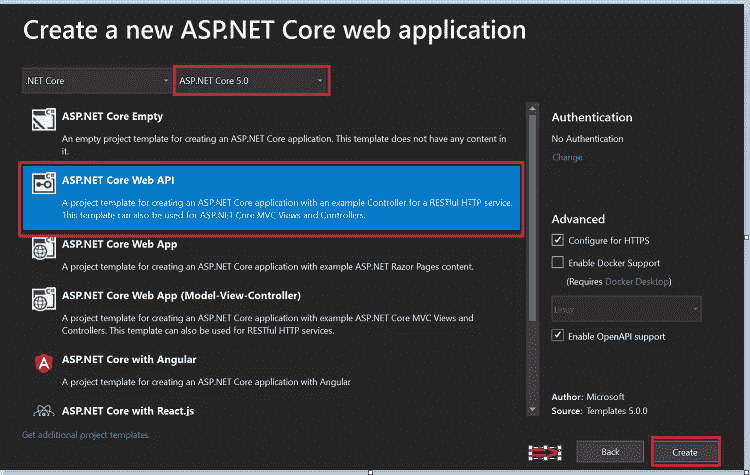 Create a new ASP.NET Core web application
.NET Core
ASP.NET Core 5.0
ASP.NET Core Empty
An empty project template for creating an ASP.NET Core application. This template does not have any content in
it.
ASP.NET Core Web API
A project template for creating an ASP.NET Core application with an example Controller for a RESTful HTTP service.
This template can also be used for ASP.NET Core MVC Views and Controllers.
ASP.NET Core Web App
A project template for creating an ASP.NET Core application with example ASP.NET Razor Pages content.
ASP.NET Core Web App (Model-View-Controller)
A project template for creating an ASP.NET Core application with example ASP.NET Core MVC Views and
Controllers. This template can also be used for RESTful HTTP services.
ASP.NET Core with Angular
A project template for creating an ASP.NET Core application with Angular
ASP.NET Core with React.js
Get additional project templates
Authentication
No Authentication
Change
Advanced
Configure for HTTPS
Enable Docker Support
(Requires Docker Desktop)
Linux
Enable OpenAPI support
Author: Microsoft
Source: Templates 5.0.0
Back
Create